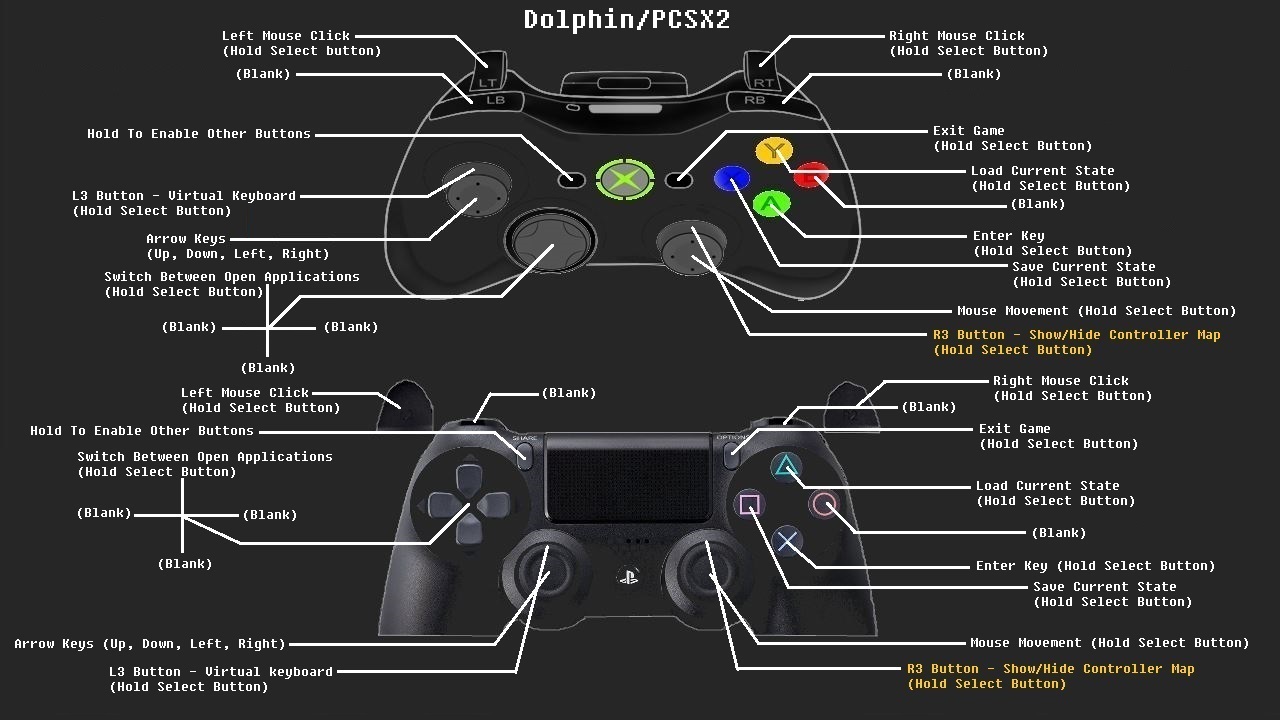 Dolphin/PCSX2
Left Mouse Click
(Hold Select button)
(Blank)
Hold To Enable Other Buttons
L3 Button - Virtual Keyboard
(Hold Select Button)
Arrow Keys
(Up, Down, Left, Right)
Switch Between Open Applications
(Hold Select Button)
(Blank)
(Blank)
(Blank)
LT
LB
RT
RB
Y
A
Right Mouse Click
(Hold Select Button)
(Blank)
Exit Game
(Hold Select Button)
Load Current State
(Hold Select Button)
(Blank)
Enter Key
(Hold Select Button)
Save Current State
(Hold Select Button)
Mouse Movement (Hold Select Button)
R3 Button - Show/Hide Controller Map
(Hold Select Button)
Left Mouse Click
(Hold Select Button)
(Blank)
Hold To Enable Other Buttons
Switch Between Open Applications
(Hold Select Button)
(Blank)
(Blank)
(Blank)
Arrow Keys (Up, Down, Left, Right)
L3 Button - Virtual keyboard
(Hold Select Button)
SHARE
OPTIONS
Right Mouse Click
(Hold Select Button)
(Blank)
Exit Game
(Hold Select Button)
Load Current State
(Hold Select Button)
(Blank)
Enter Key (Hold Select Button)
Save Current State
(Hold Select Button)
Mouse Movement (Hold Select Button)
R3 Button - Show/Hide Controller Map
(Hold Select Button)